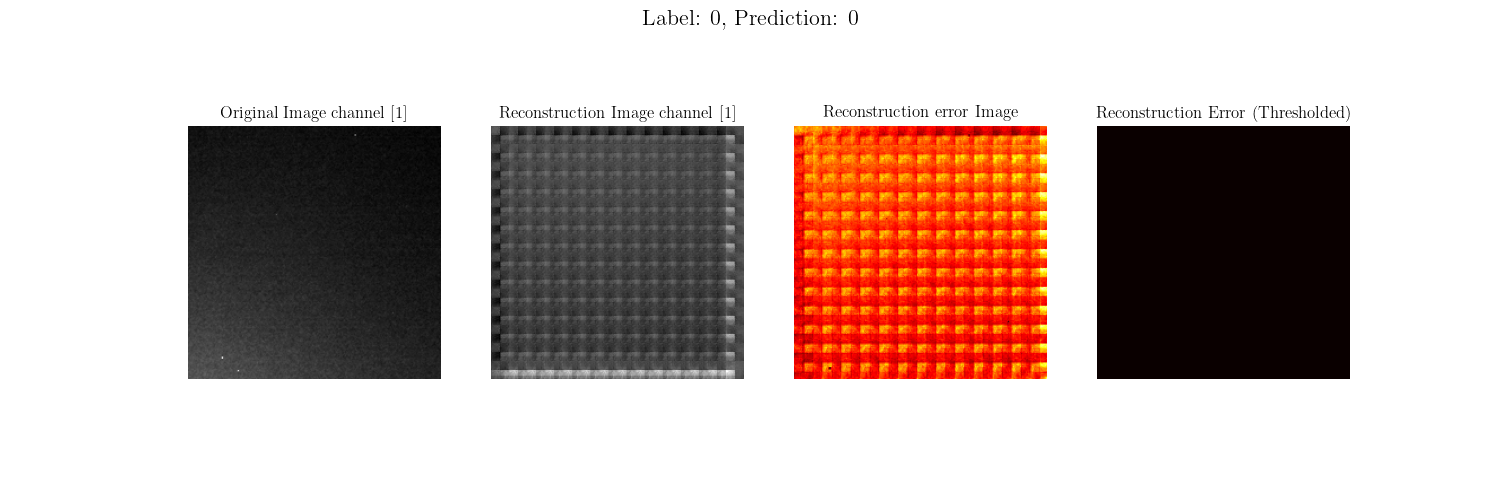 Label: 0, Prediction: 0
Original Image channel [1]
Reconstruction Image channel [1]
Reconstruction error Image
Reconstruction Error (Thresholded)